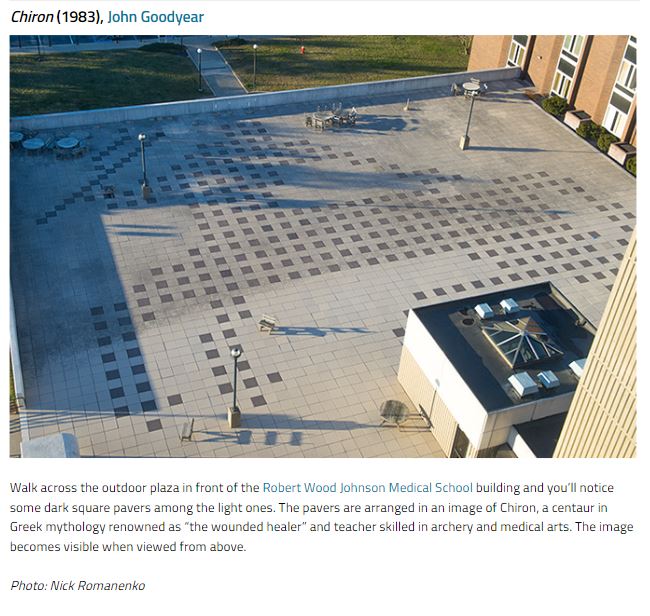 Chiron (1983), John Goodyear
Walk across the outdoor plaza in front of the Robert Wood Johnson Medical School building and you’ll notice
some dark square pavers among the light ones. The pavers are arranged in an image of Chiron, a centaur in
Greek mythology renowned as “the wounded healer” and teacher skilled in archery and medical arts. The image
becomes visible when viewed from above.
Photo: Nick Romanenko